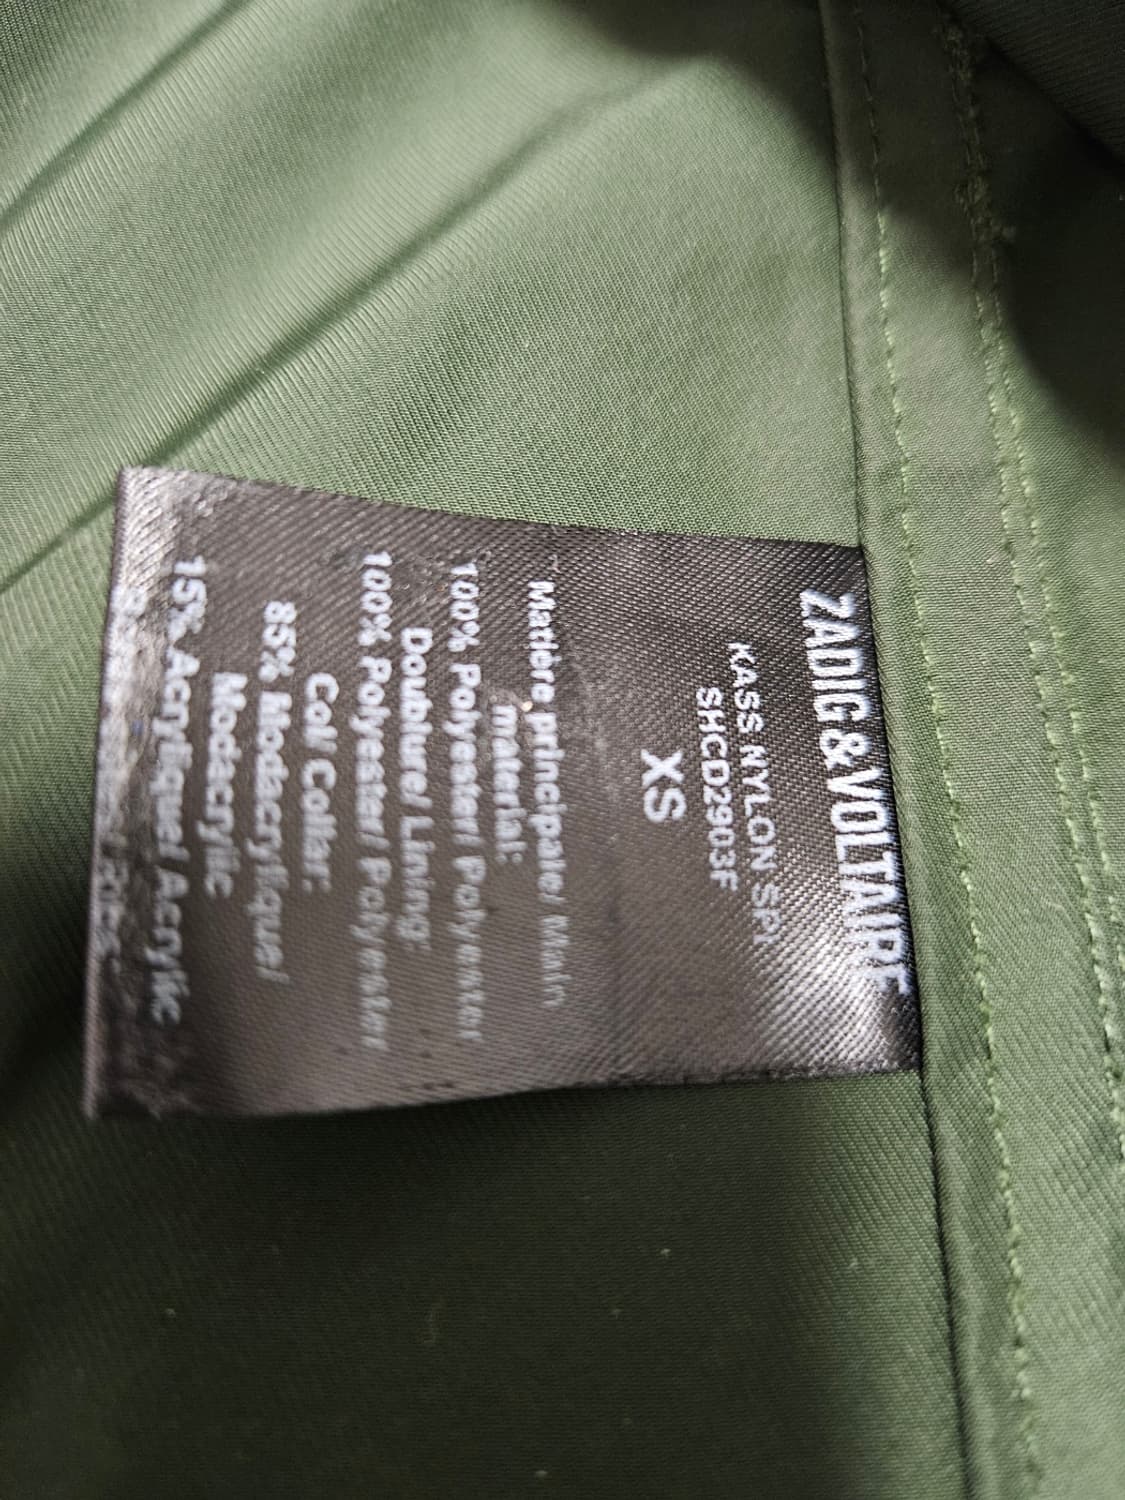 ZADIG & VOLTAIRE
KASS NYLON SPI
SHCD2903F
XS
Matière principale/ Main
material:
100% Polyester/ Polyester
Doublure/ Lining:
100% Polyester/ Polyester
Col/ Collar:
85% Modacrylique/
Modacrylic
15% Acrylique/ Acrylic